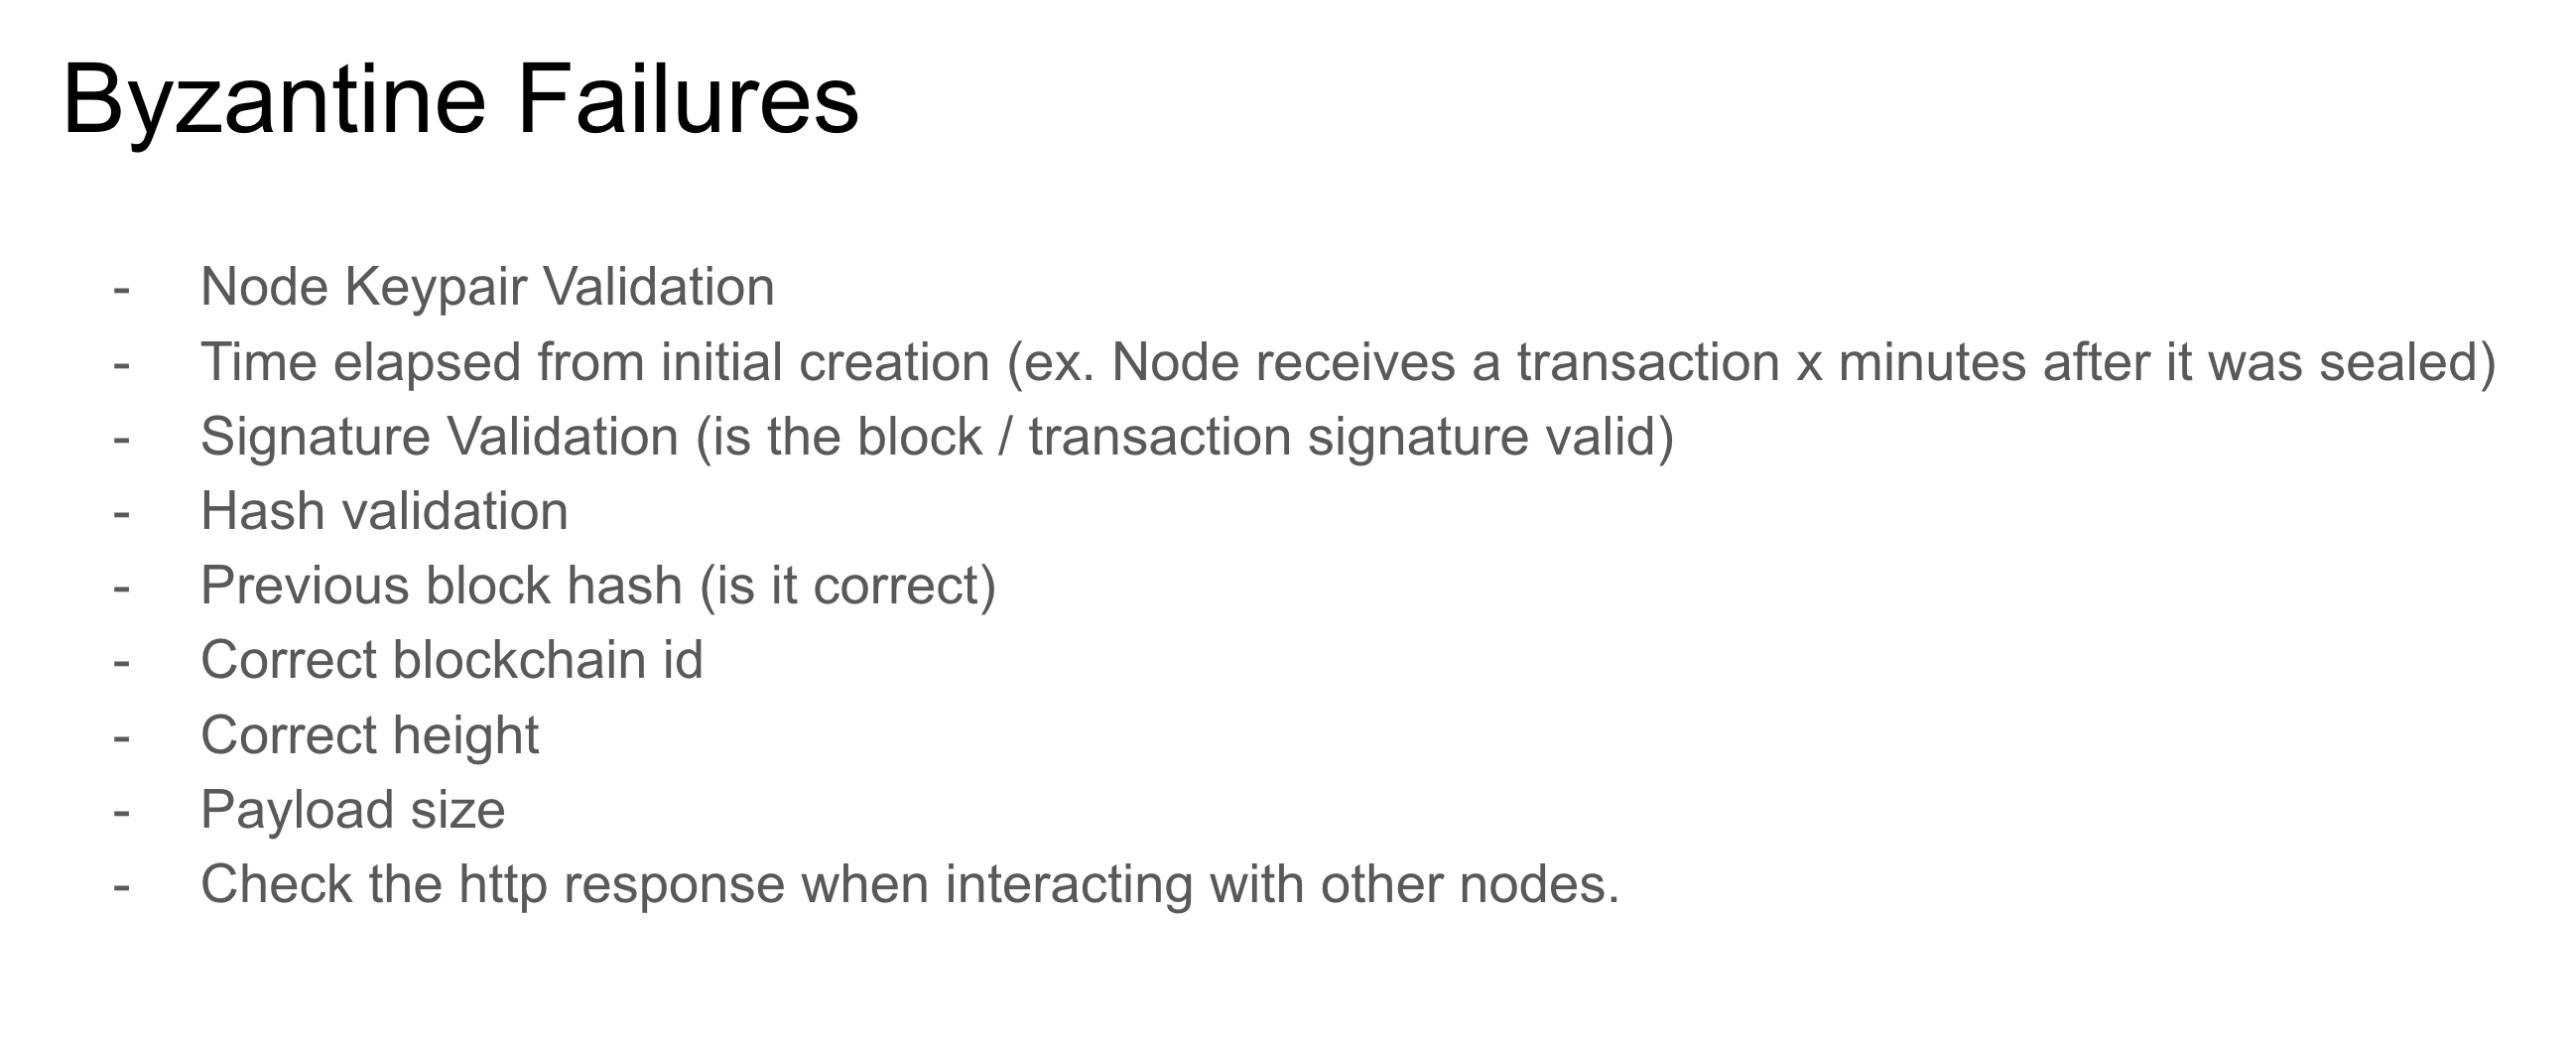 Byzantine Failures
- Node Keypair Validation
- Time elapsed from initial creation (ex. Node receives a transaction x minutes after it was sealed)
- Signature Validation (is the block / transaction signature valid)
- Hash validation
- Previous block hash (is it correct)
- Correct blockchain id
- Correct height
- Payload size
- Check the http response when interacting with other nodes.